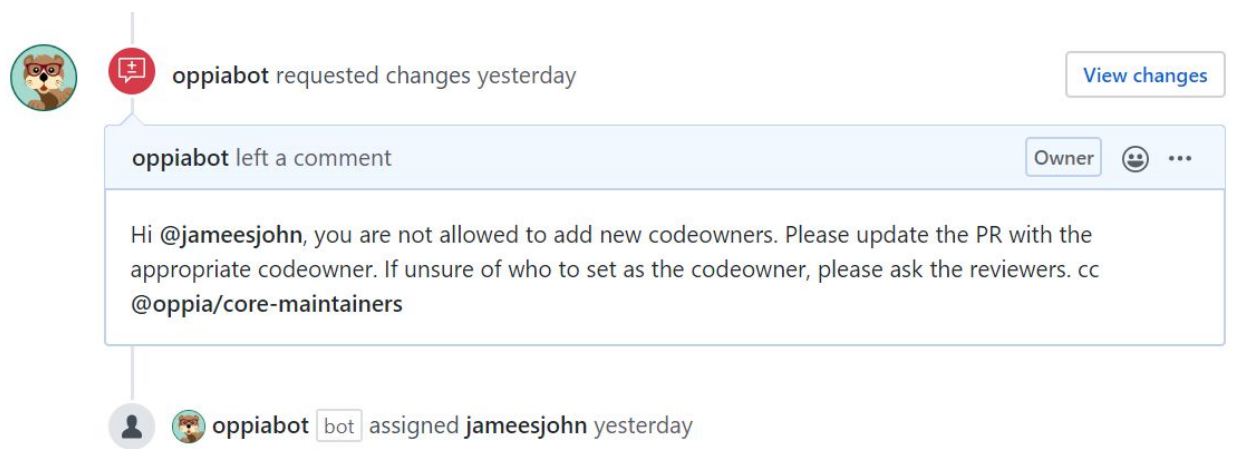 oppiabot requested changes yesterday
View changes
oppiabot left a comment
Owner
Hi @jameesjohn, you are not allowed to add new codeowners. Please update the PR with the
appropriate codeowner. If unsure of who to set as the codeowner, please ask the reviewers. cc
@oppia/core-maintainers
oppiabot bot assigned jameesjohn yesterday